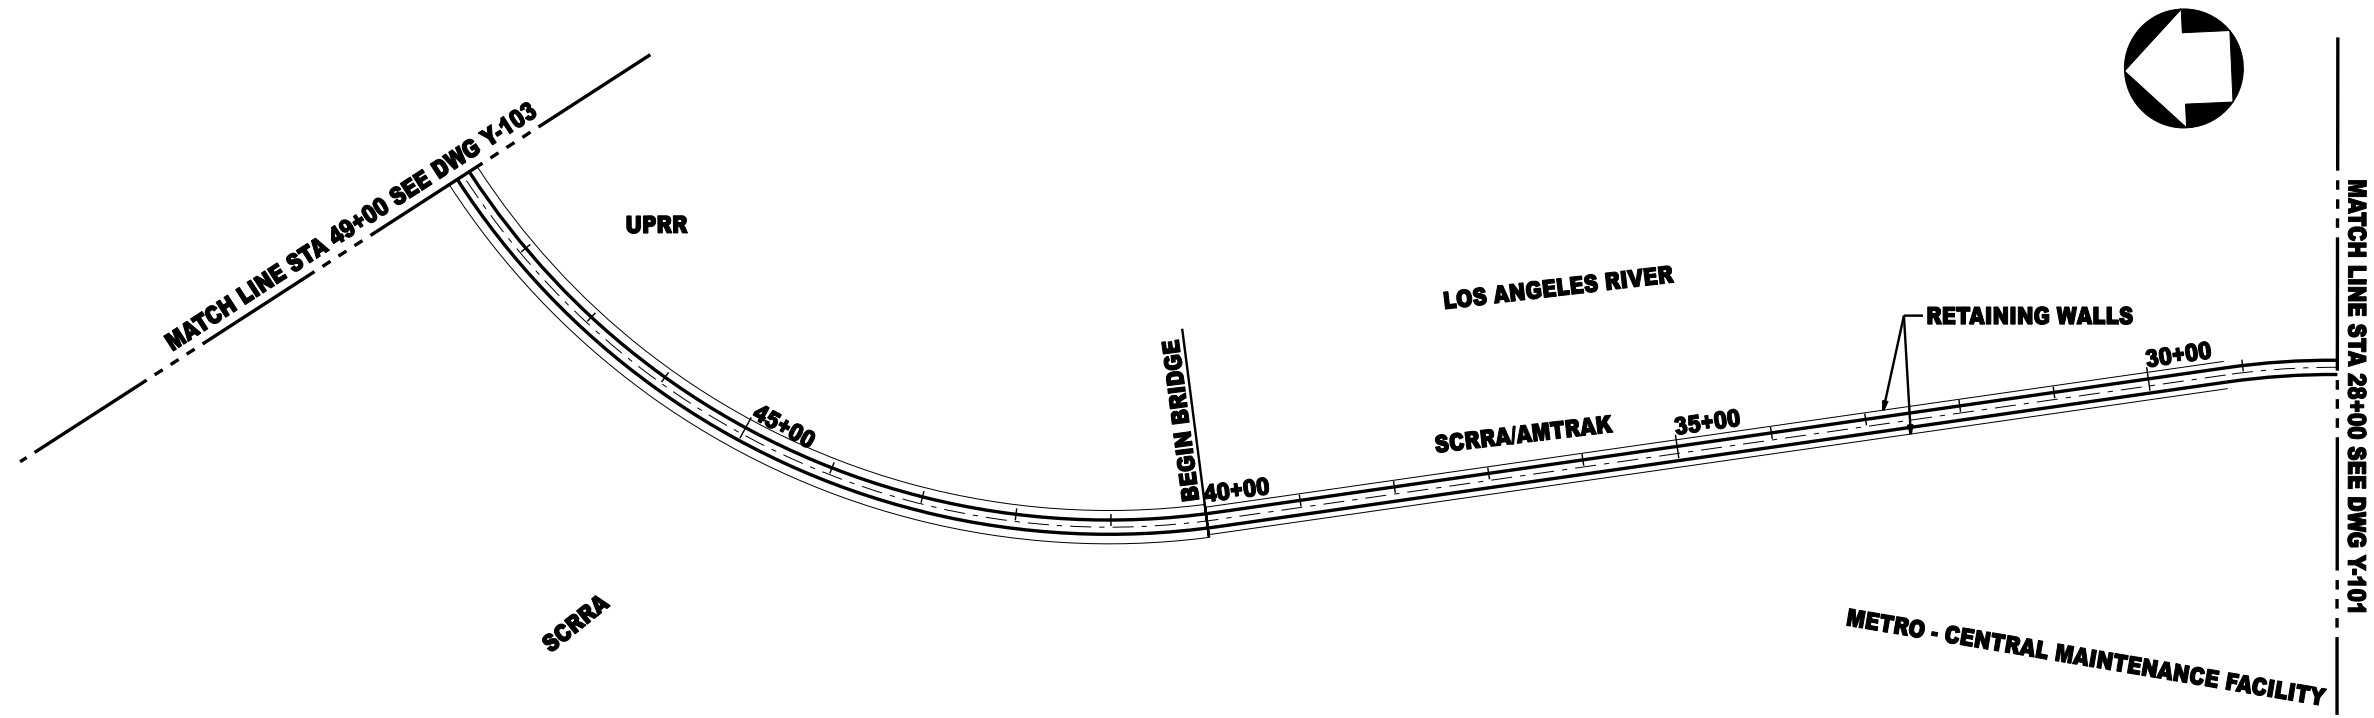 MATCH LINE STA 49+00 SEE DWG Y-103
UPRR
LOS ANGELES RIVER
RETAINING WALLS
MATCH LINE STA 28+00 SEE DWG Y-101
30+00
BEGIN BRIDGE
45+00
SCRRA/AMTRAK
35+00
40+00
SCRRA
METRO - CENTRAL MAINTENANCE FACILITY